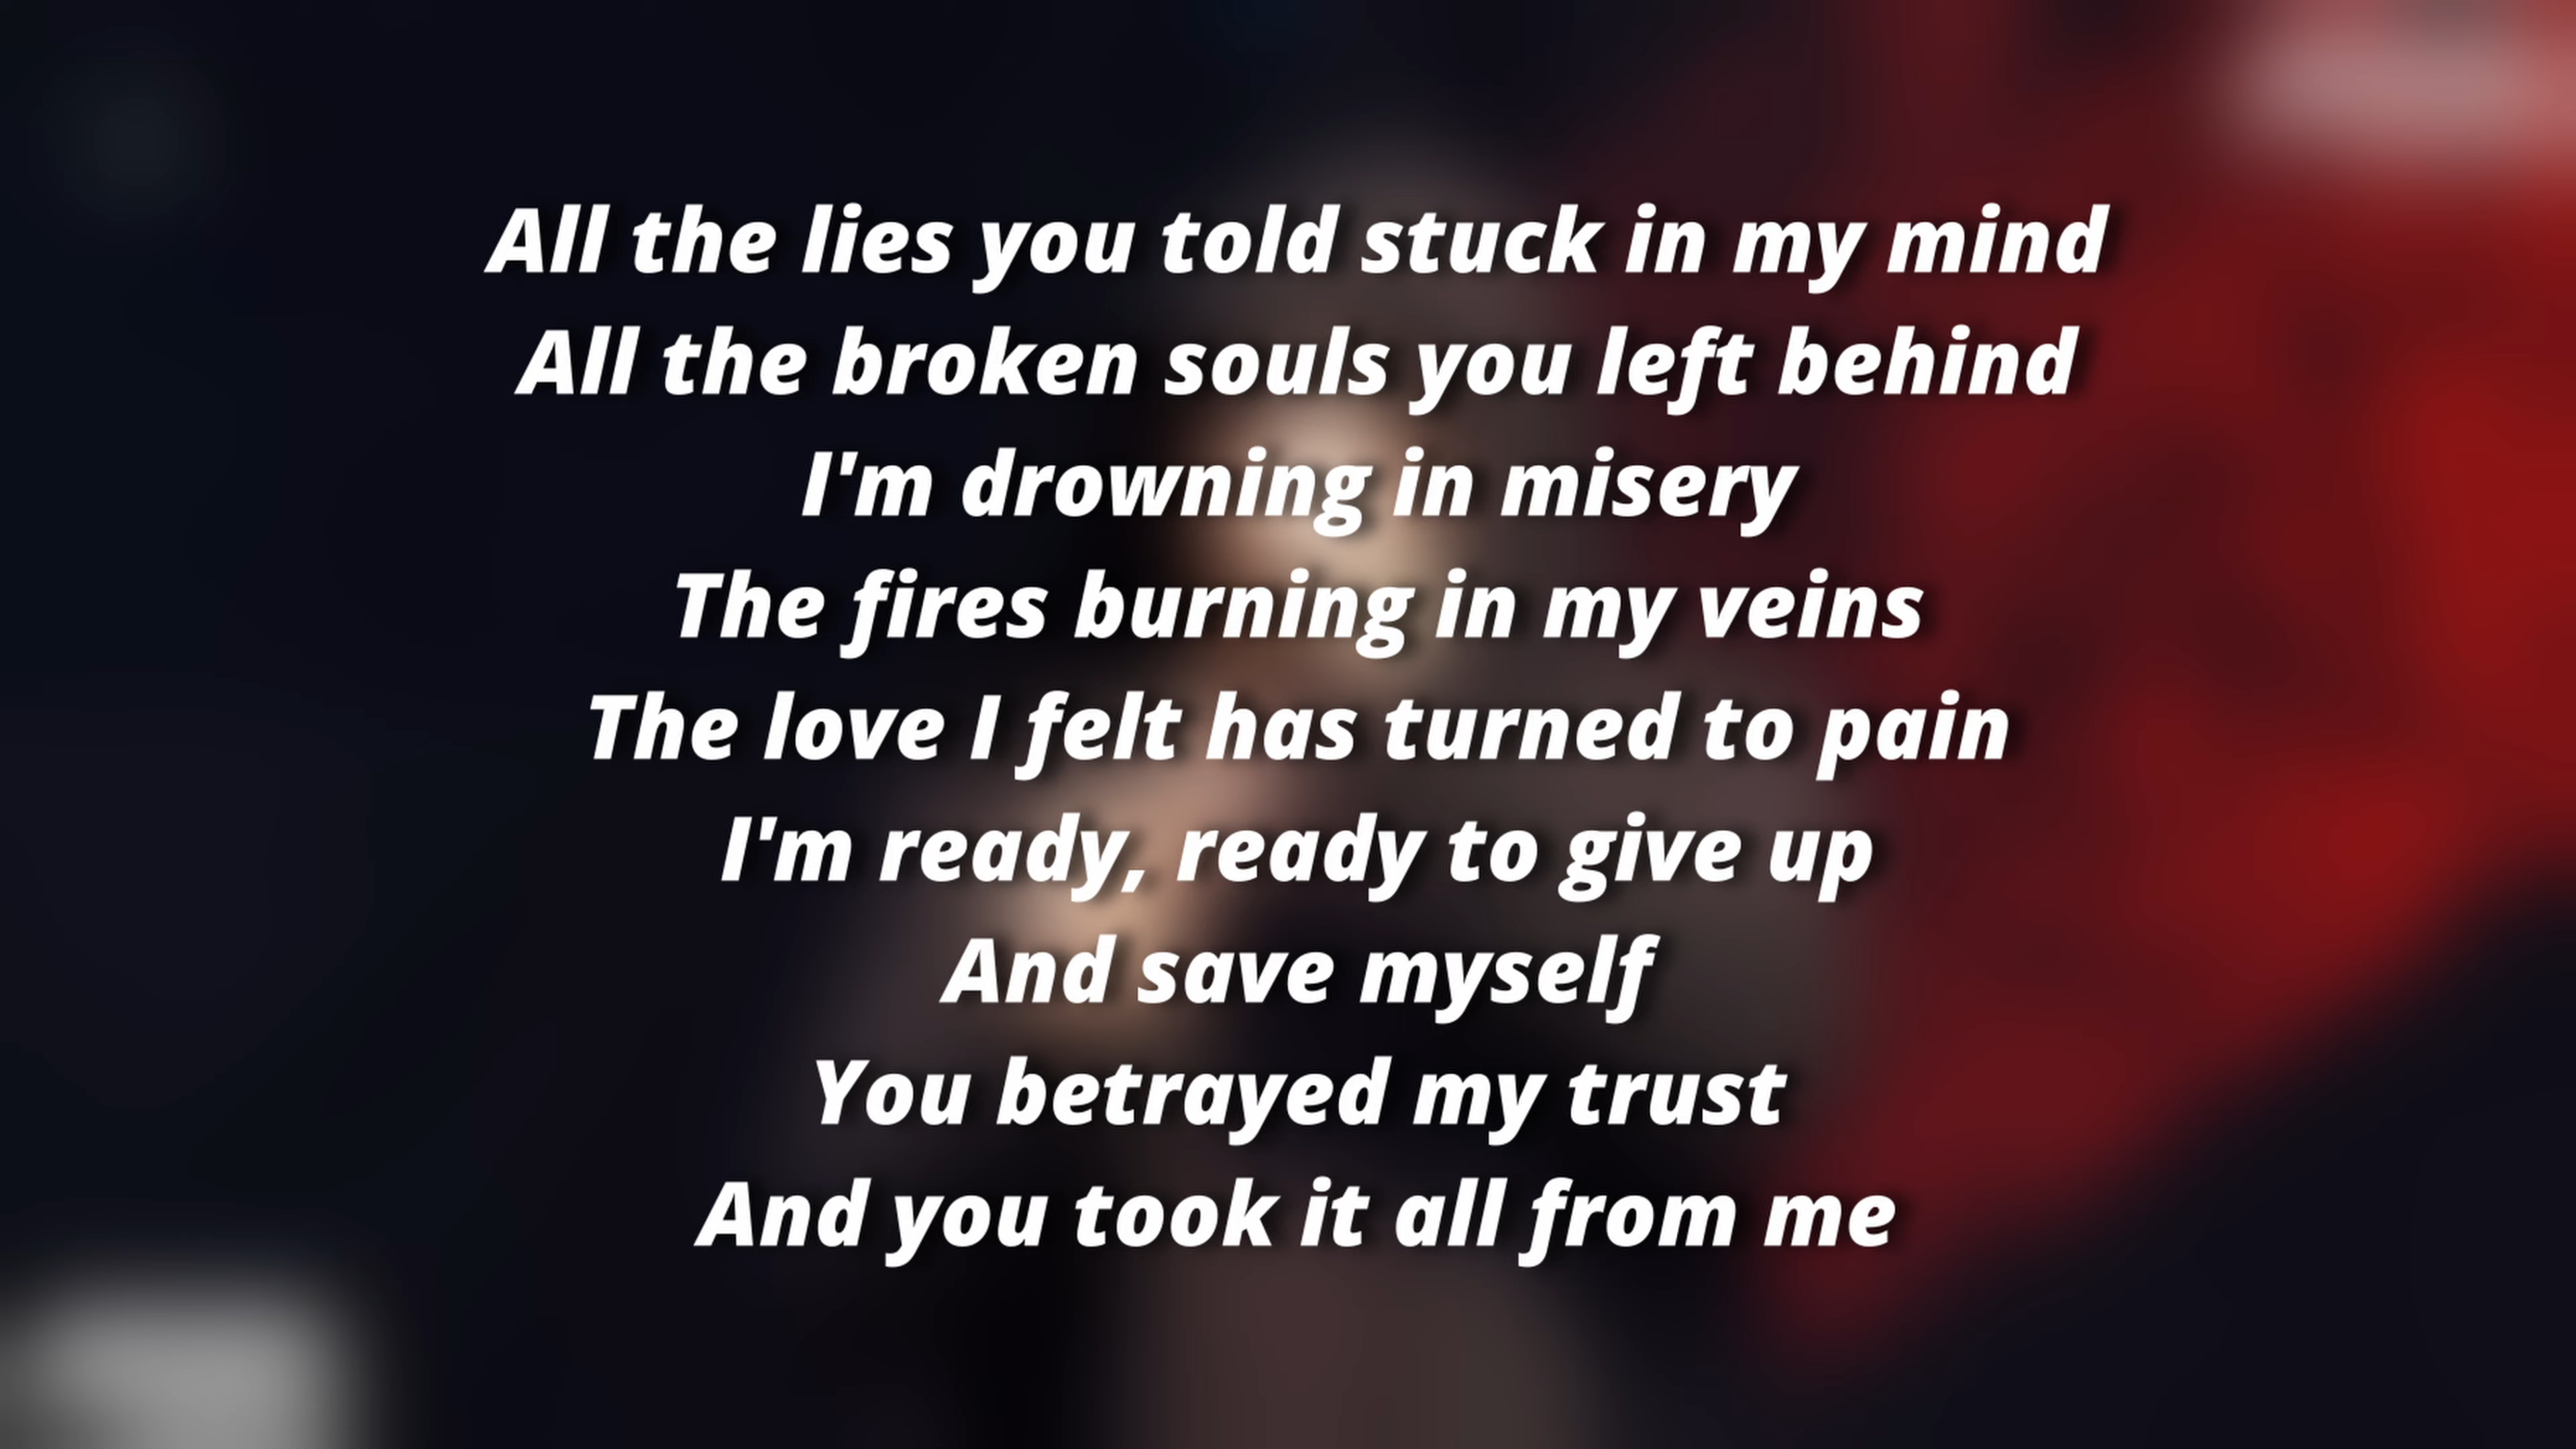 All the lies you told stuck in my mind
All the broken souls you left behind
I'm drowning in misery
The fires burning in my veins
The love I felt has turned to pain
I'm ready, ready to give up
And save myself
You betrayed my trust
And you took it all from me